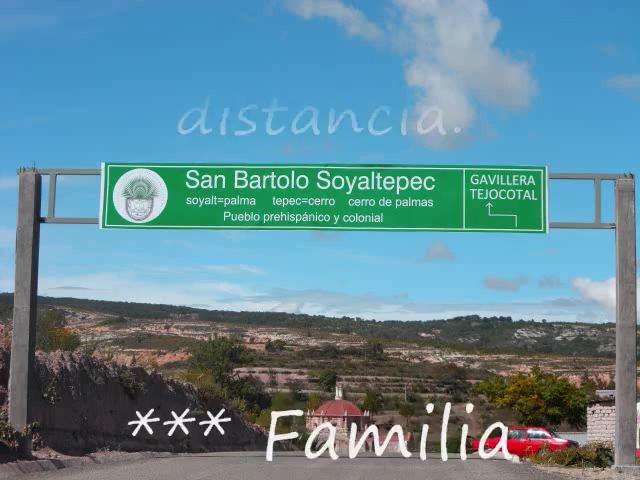 distancia.
San Bartolo Soyaltepec
soyalt=palma tepec=cerro cerro de palmas
Pueblo prehispánico y colonial
GAVILLERA
TEJOCOTAL
*** Familia,